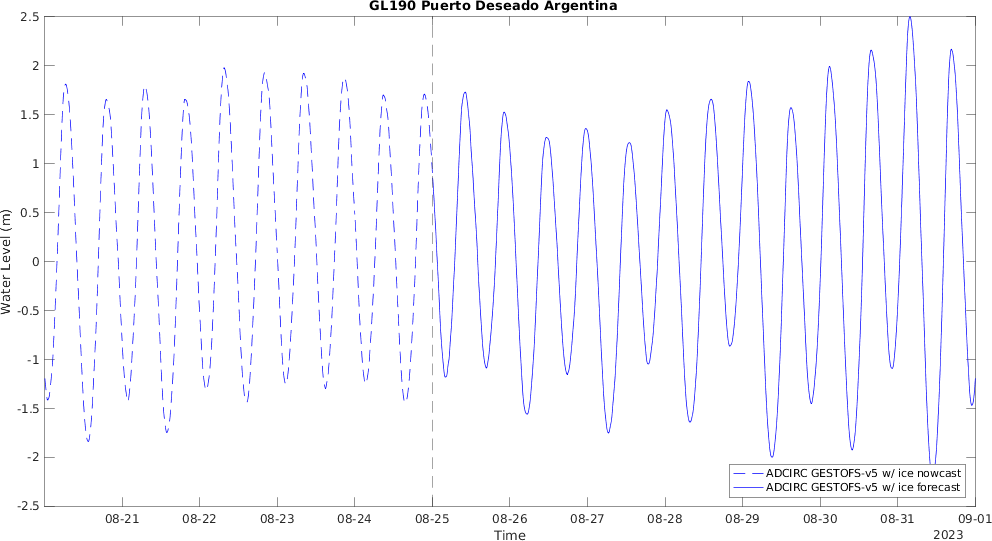 GL190 Puerto Deseado Argentina
2.5
2
1.5
1
0.5
0
-0.5
-1
-1.5
-2
-2.5
Water Level (m)
ADCIRC GESTOFS-v5 w/ ice nowcast
ADCIRC GESTOFS-v5 w/ ice forecast
08-21 08-22 08-23 08-24 08-25 08-26 08-27 08-28 08-29 08-30 08-31 09-01
Time
2023